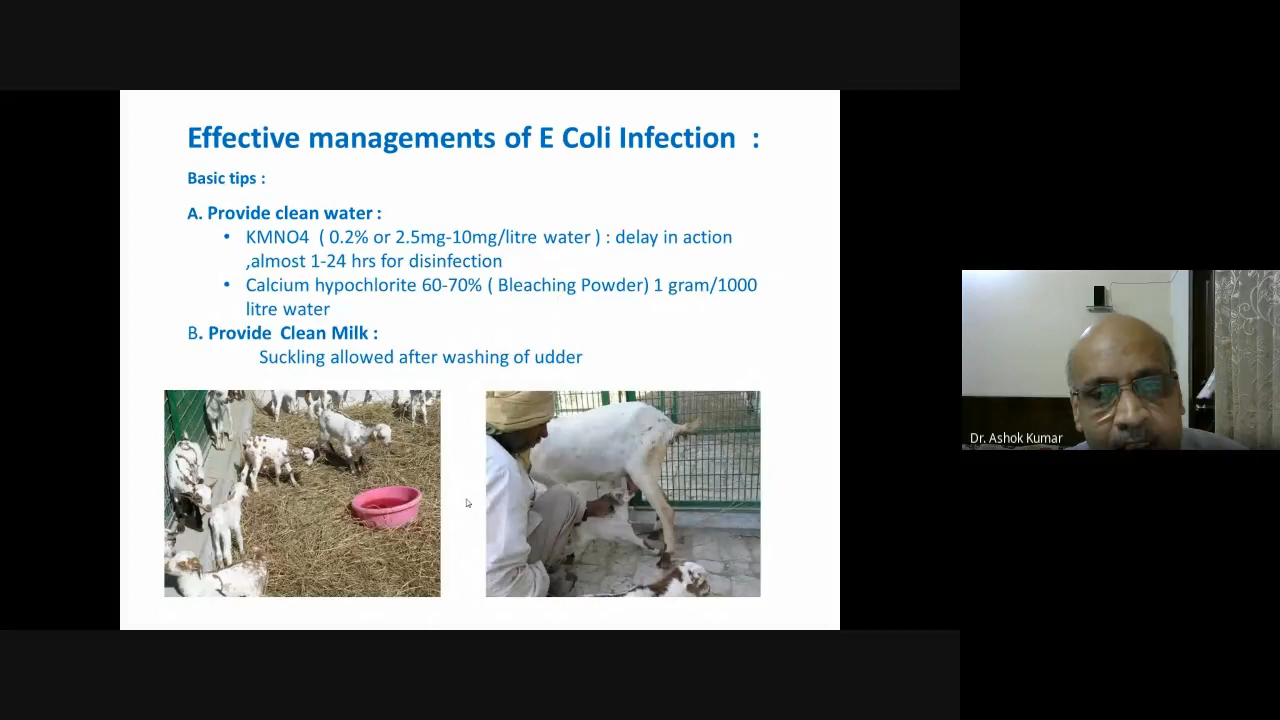 Effective managements of E Coli Infection :
Basic tips :
A. Provide clean water :
• KMNO4 ( 0.2% or 2.5mg-10mg/litre water ) : delay in action
,almost 1-24 hrs for disinfection
• Calcium hypochlorite 60-70% ( Bleaching Powder) 1 gram/1000
litre water
B. Provide Clean Milk :
Suckling allowed after washing of udder
Dr. Ashok Kumar